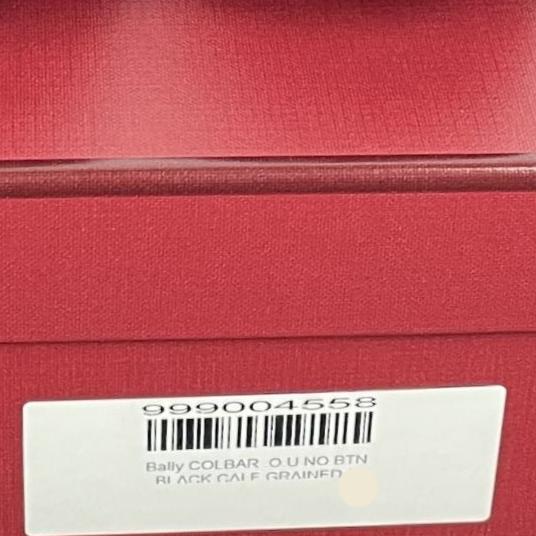 999004558
Bally COLBAR .O.U NO BTN
BLACK CALF GRAINED